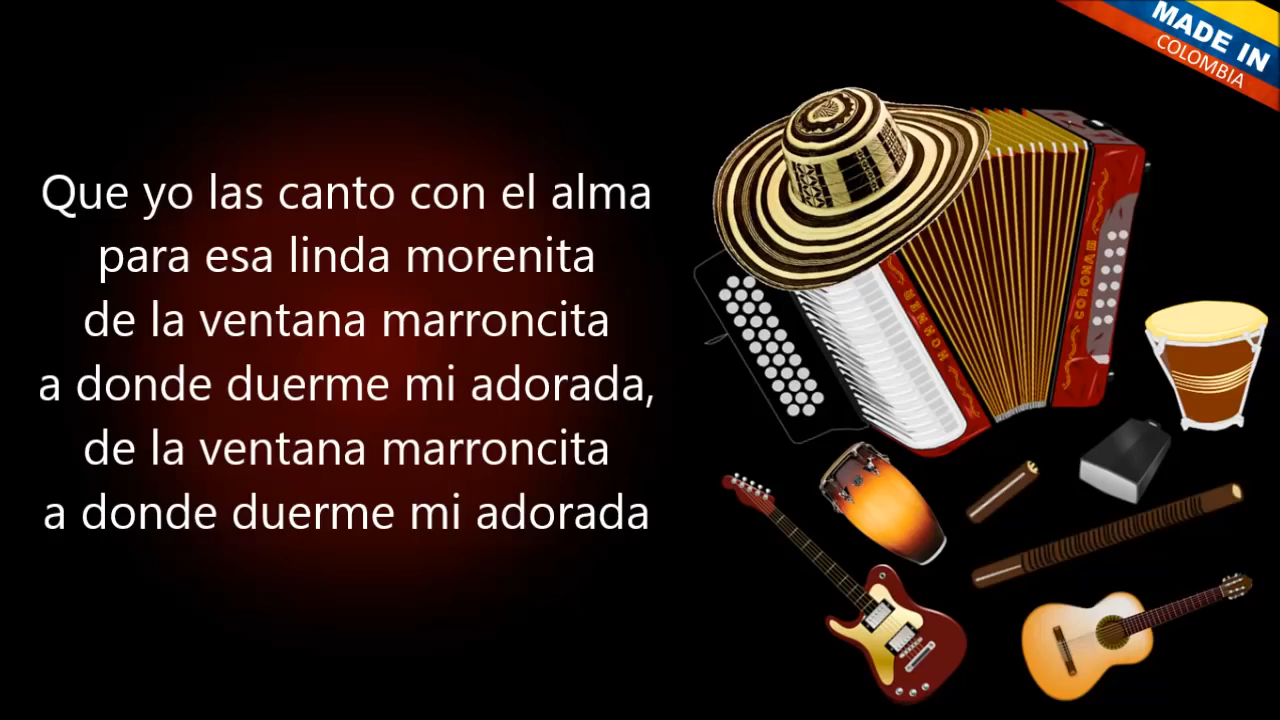 MADE IN
COLOMBIA
Que yo las canto con el alma
para esa linda morenita
de la ventana marroncita
a donde duerme mi adorada,
de la ventana marroncita
a donde duerme mi adorada
HOHNER
CORONA III